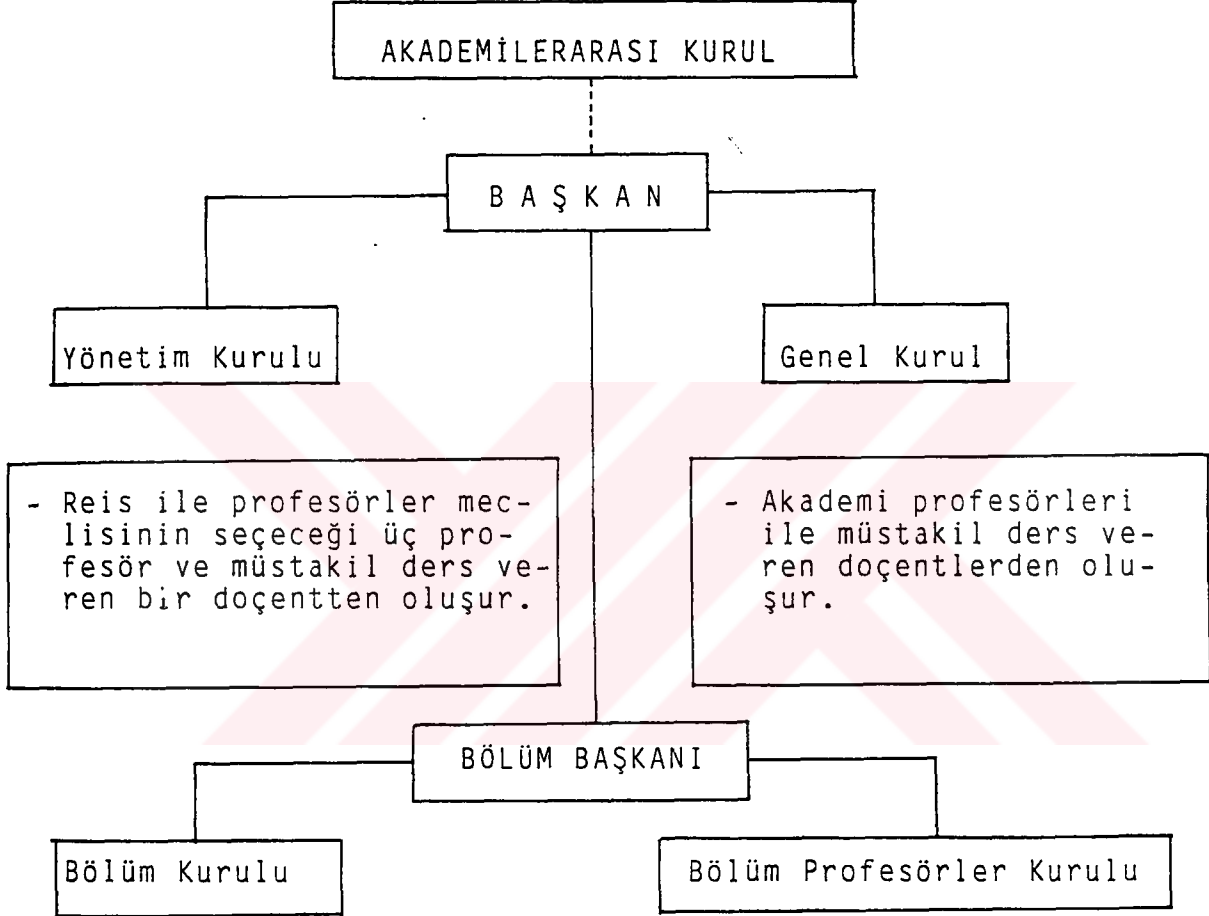 AKADEMİLERARASI KURUL
BAŞKAN
Yönetim Kurulu
Genel Kurul
- Reis ile profesörler mec-
lisinin seçeceği üç pro-
fesör ve müstakil ders ve-
ren bir doçentten oluşur.
- Akademi profesörleri
ile müstakil ders ve-
ren doçentlerden olu-
şur.
BÖLÜM BAŞKANI
Bölüm Kurulu
Bölüm Profesörler Kurulu